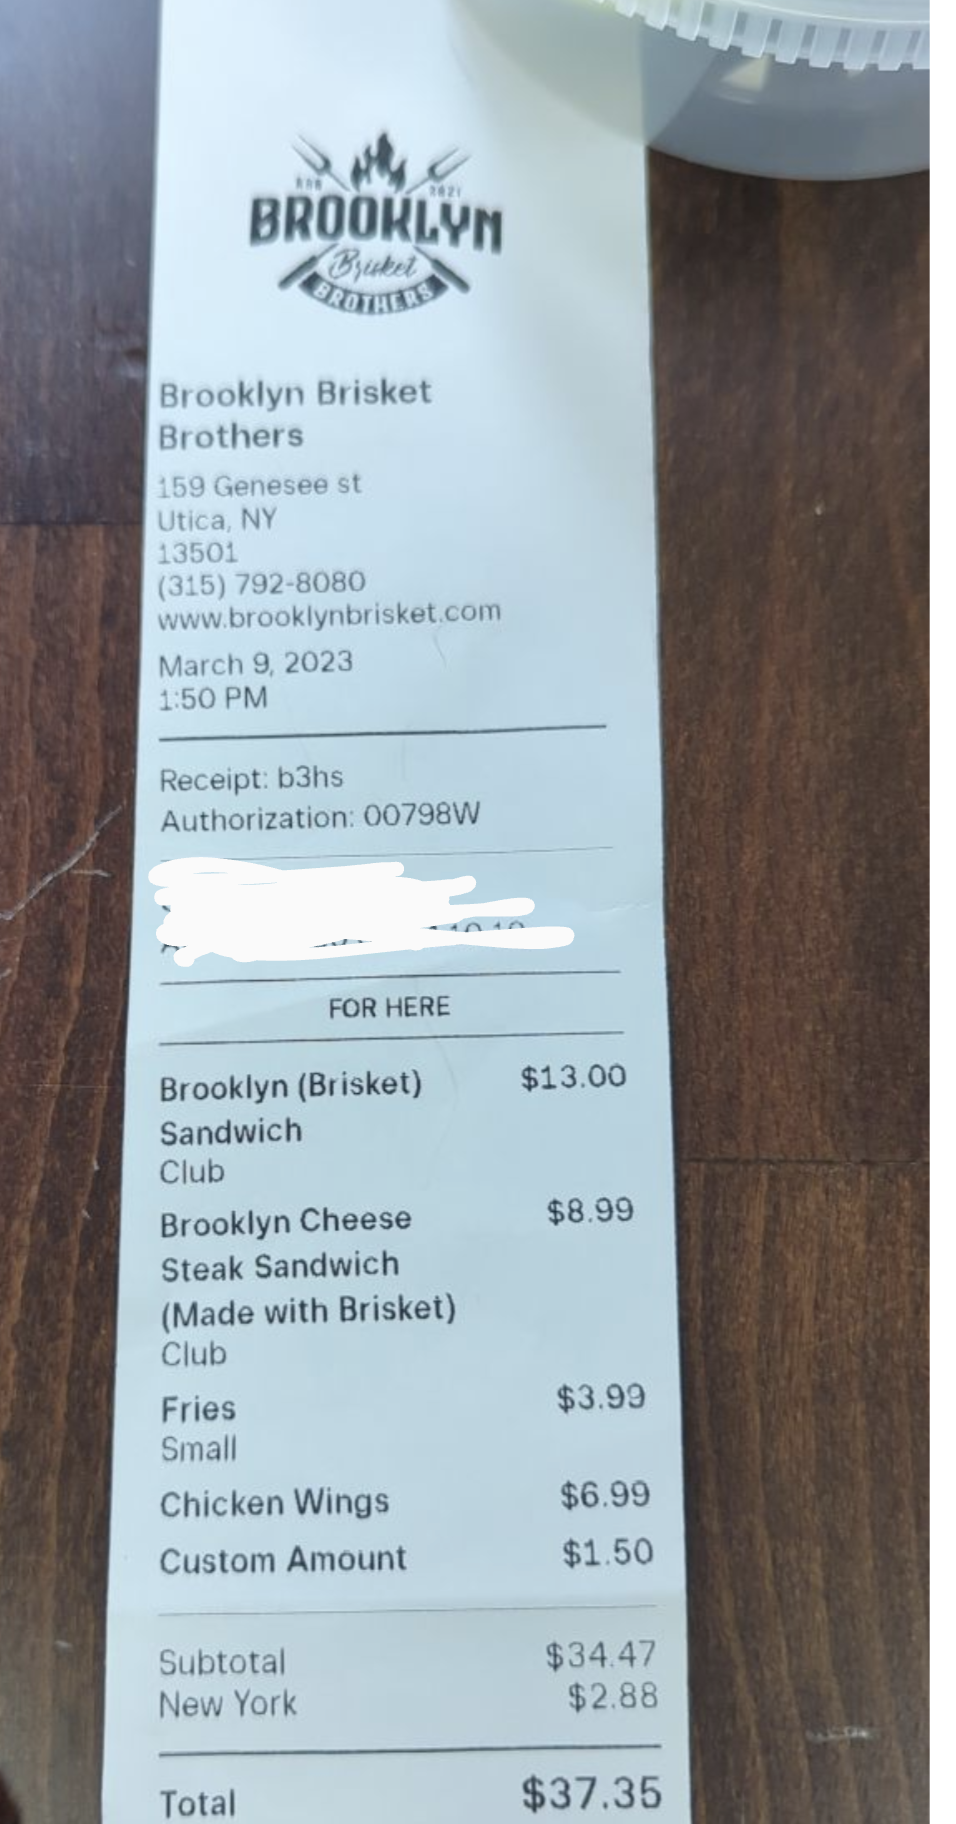 BROOKLYN
Brisket
BROTHERS
Brooklyn Brisket
Brothers
159 Genesee st
Utica, NY
13501
(315) 792-8080
www.brooklynbrisket.com
March 9, 2023
1:50 PM
Receipt: b3hs
Authorization: 00798W
FOR HERE
Brooklyn (Brisket) $13.00
Sandwich
Club
Brooklyn Cheese $8.99
Steak Sandwich
(Made with Brisket)
Club
Fries $3.99
Small
Chicken Wings $6.99
Custom Amount $1.50
Subtotal $34.47
New York $2.88
Total $37.35